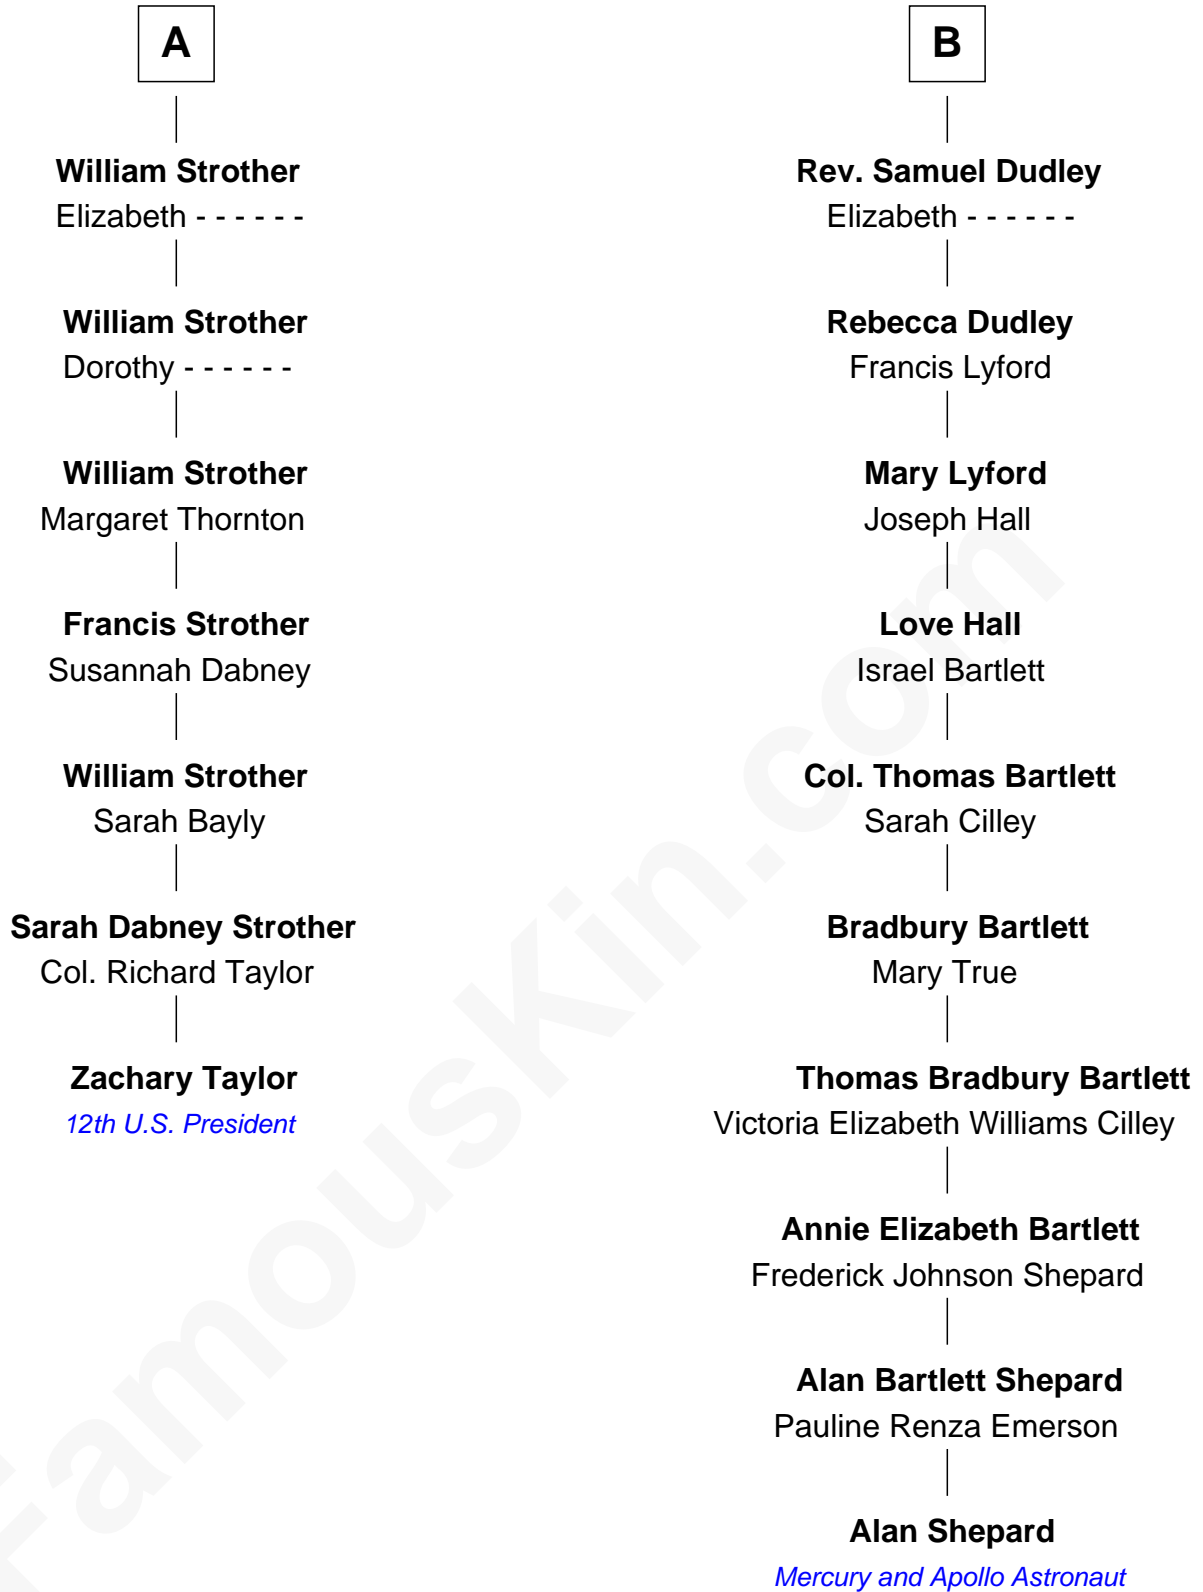 A
William Strother
Elizabeth - - - - - -
William Strother
Dorothy - - - - - -
William Strother
Margaret Thornton
Francis Strother
Susannah Dabney
William Strother
Sarah Bayly
Sarah Dabney Strother
Col. Richard Taylor
Zachary Taylor
12th U.S. President
B
Rev. Samuel Dudley
Elizabeth - - - - - -
Rebecca Dudley
Francis Lyford
Mary Lyford
Joseph Hall
Love Hall
Israel Bartlett
Col. Thomas Bartlett
Sarah Cilley
Bradbury Bartlett
Mary True
Thomas Bradbury Bartlett
Victoria Elizabeth Williams Cilley
Annie Elizabeth Bartlett
Frederick Johnson Shepard
Alan Bartlett Shepard
Pauline Renza Emerson
Alan Shepard
Mercury and Apollo Astronaut
FamousKin.com